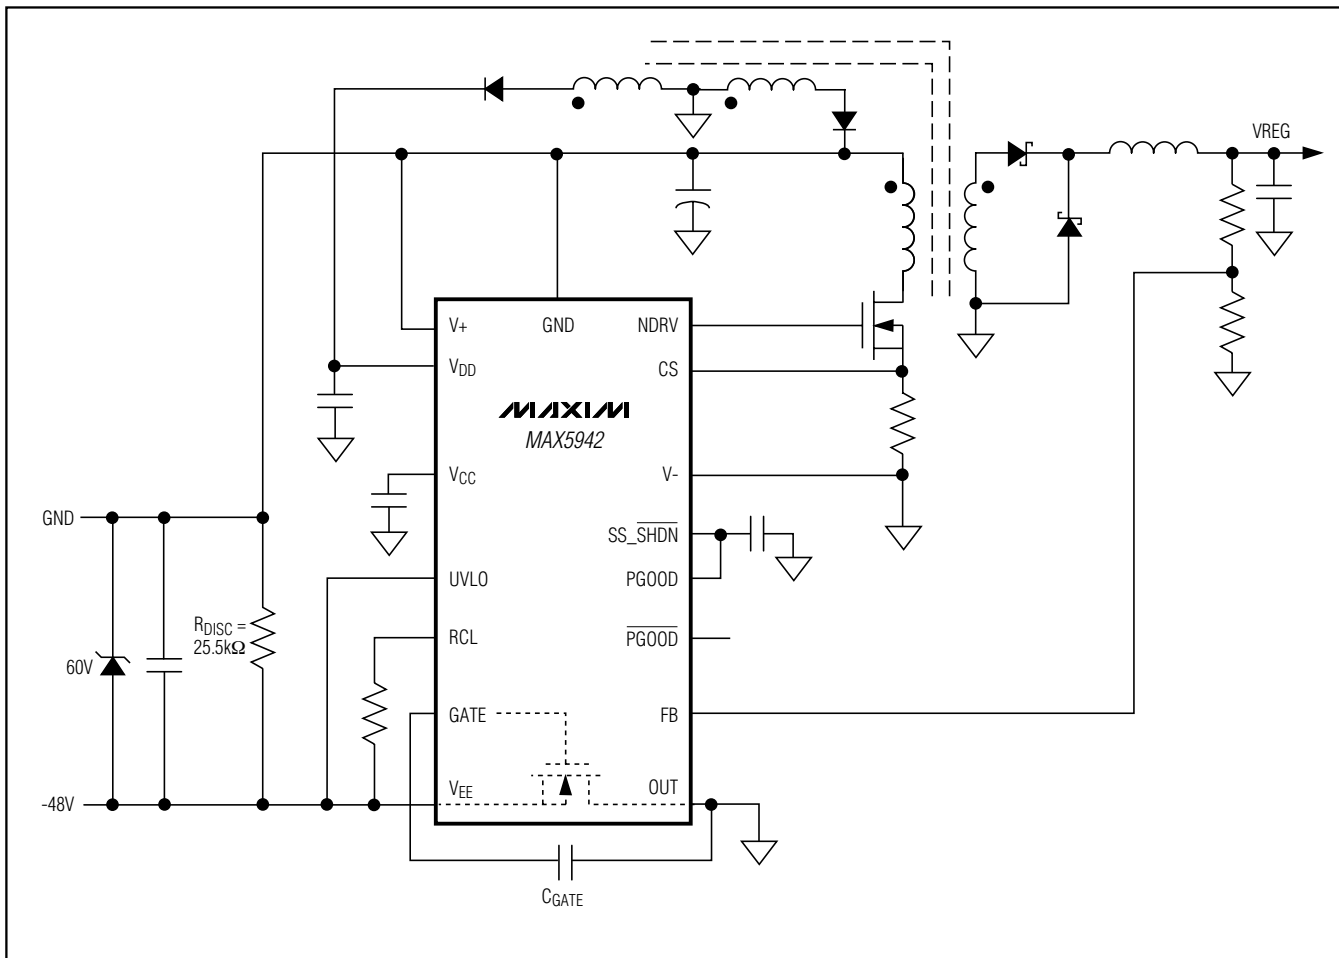 VREG
V+
GND
NDRV
VDD
CS
MAXIM
MAX5942
VCC
V-
GND
SS_SHDN
UVLO
PGOOD
RDISC =
25.5kΩ
RCL
PGOOD
60V
GATE
FB
-48V
VEE
OUT
CGATE